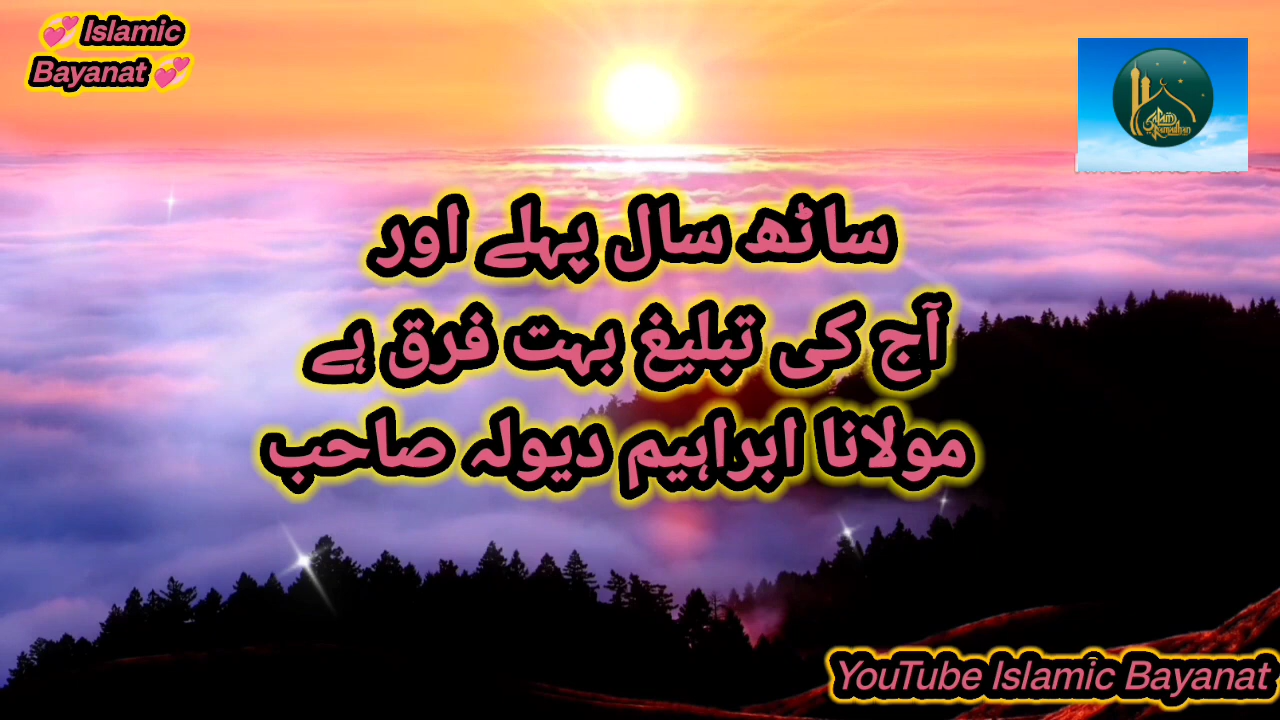 💞 Islamic
Bayanat 💞
ساٹھ سال پہلے اور
آج کی تبلیغ بہت فرق ہے
مولانا ابراہیم دیولہ صاحب
YouTube Islamic Bayanat